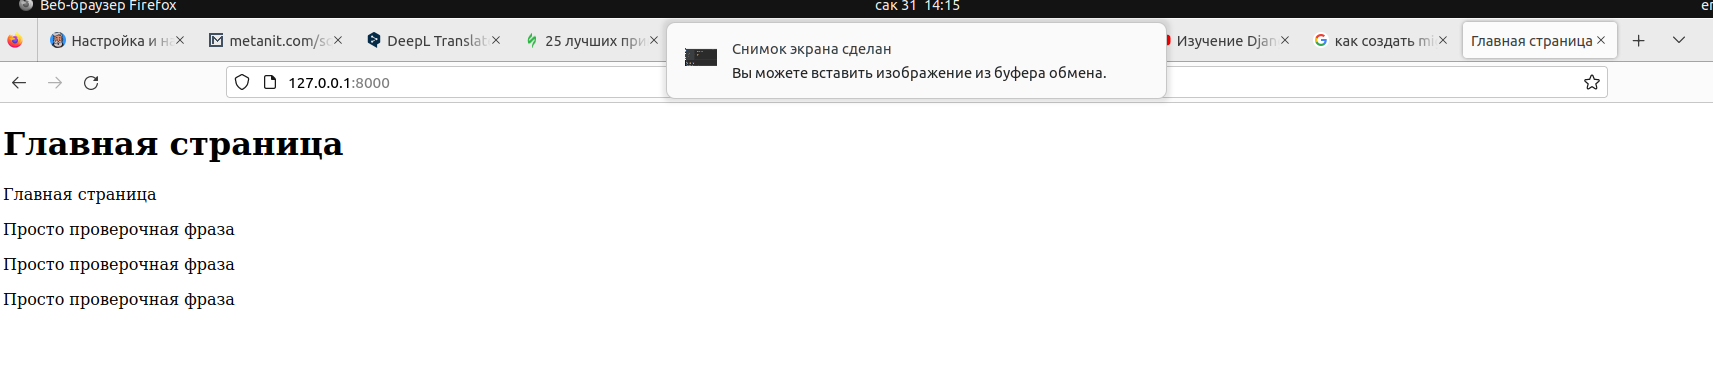 Веб-браузер Firefox
сак 31 14:15
en
Настройка и на
metanit.com/sc
DeepL Translat
25 лучших при
Снимок экрана сделан
Вы можете вставить изображение из буфера обмена.
Изучение Djan
как создать mi
Главная страница
127.0.0.1:8000
Главная страница
Главная страница
Просто проверочная фраза
Просто проверочная фраза
Просто проверочная фраза